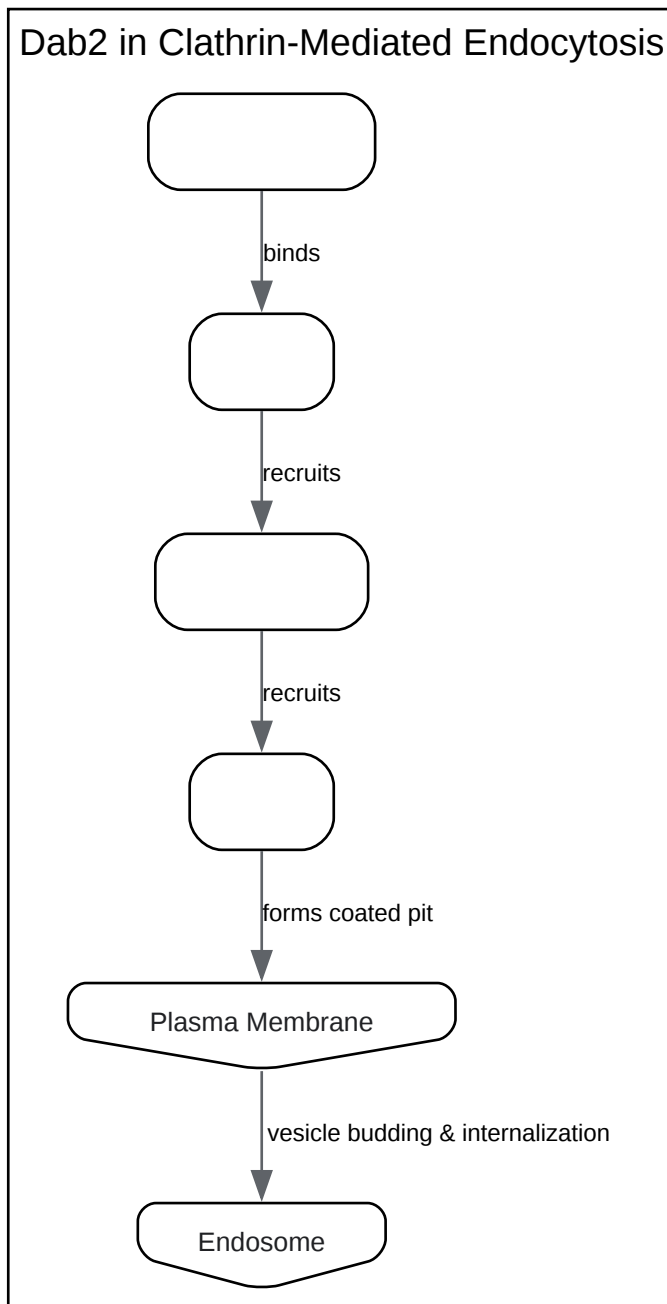 Dab2 in Clathrin-Mediated Endocytosis
binds
recruits
recruits
forms coated pit
Plasma Membrane
vesicle budding & internalization
Endosome